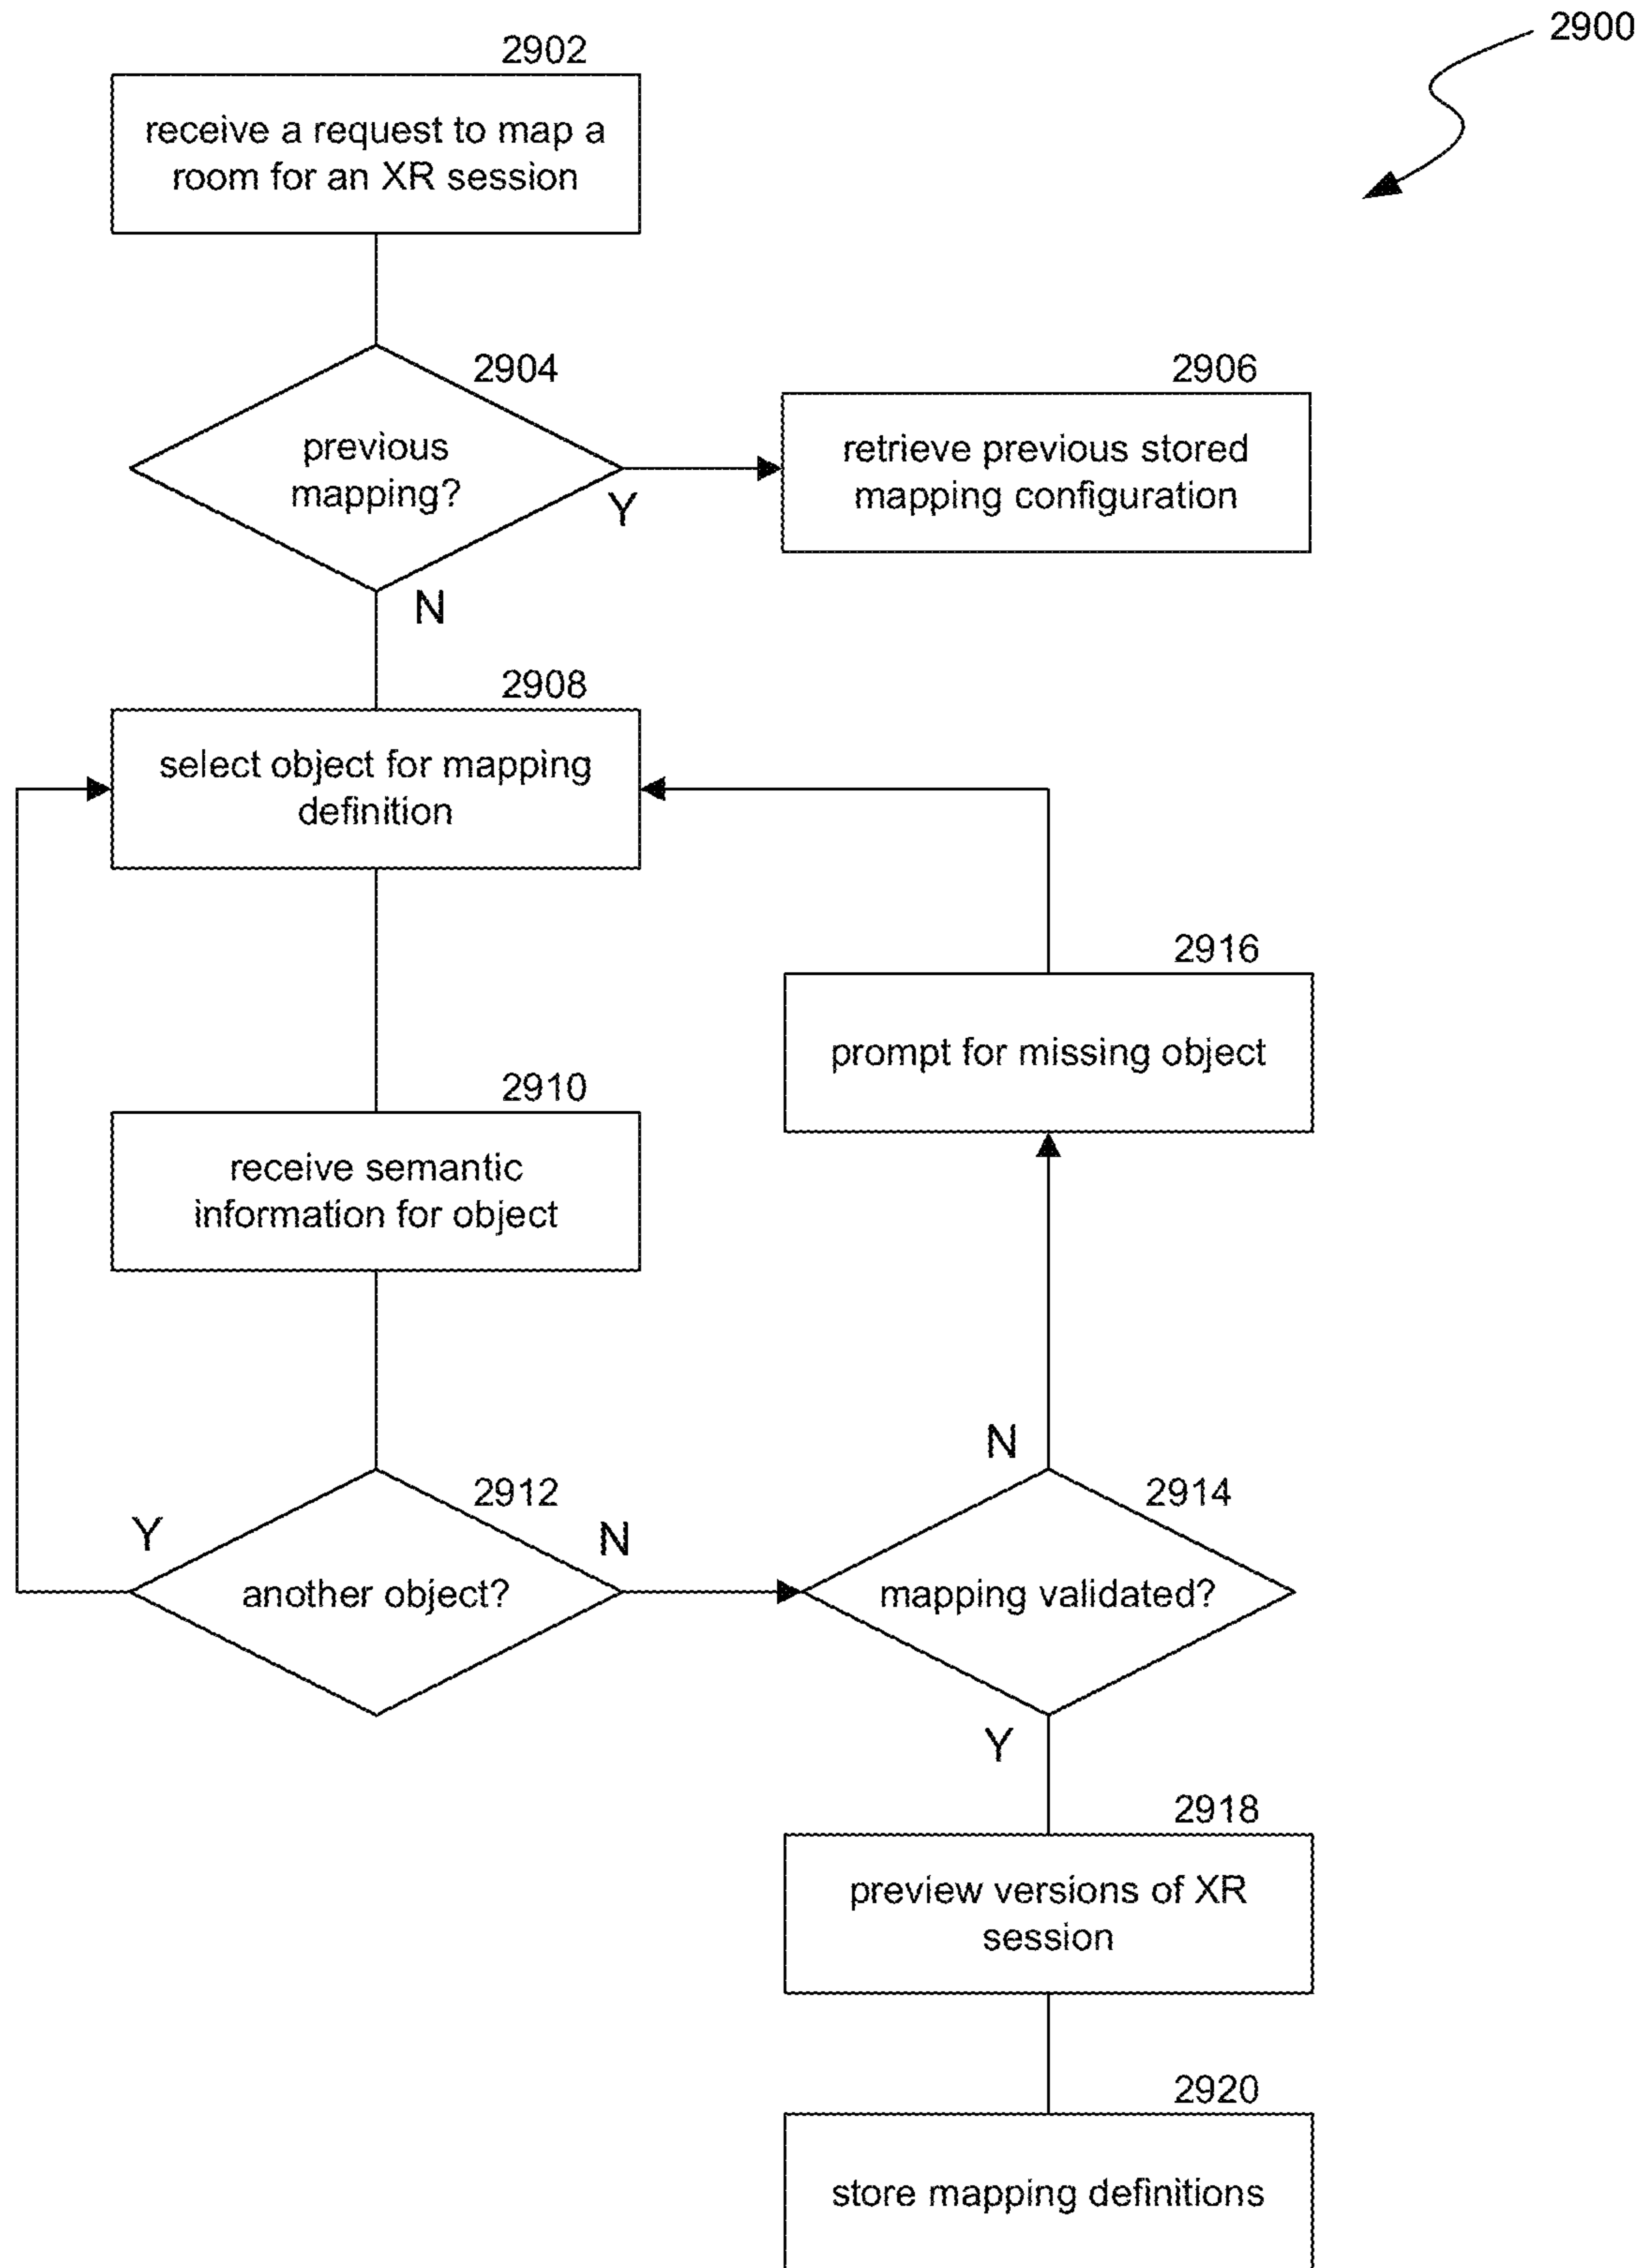 2900
2902
receive a request to map a
room for an XR session
2904
previous
mapping?
Y
N
2906
retrieve previous stored
mapping configuration
2908
select object for mapping
definition
2916
prompt for missing object
2910
receive semantic
information for object
2912
another object?
Y
N
2914
mapping validated?
N
Y
2918
preview versions of XR
session
2920
store mapping definitions